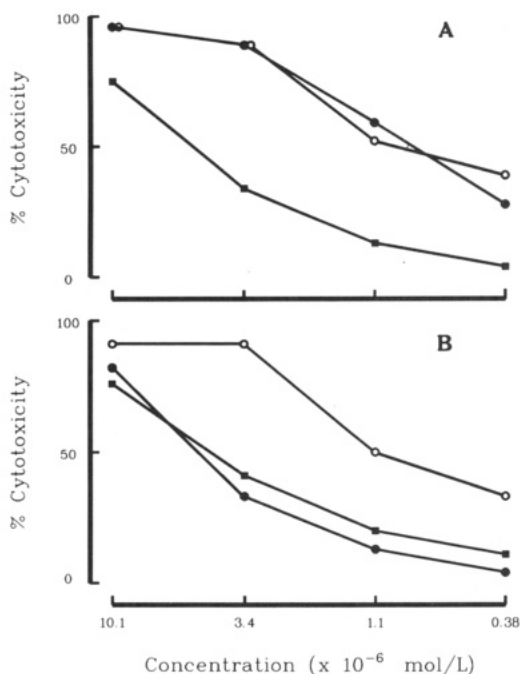 100
A
50
0
% Cytotoxicity
100
B
50
0
% Cytotoxicity
10.1 3.4 1.1 0.38
Concentration (x 10⁻⁶ mol/L)